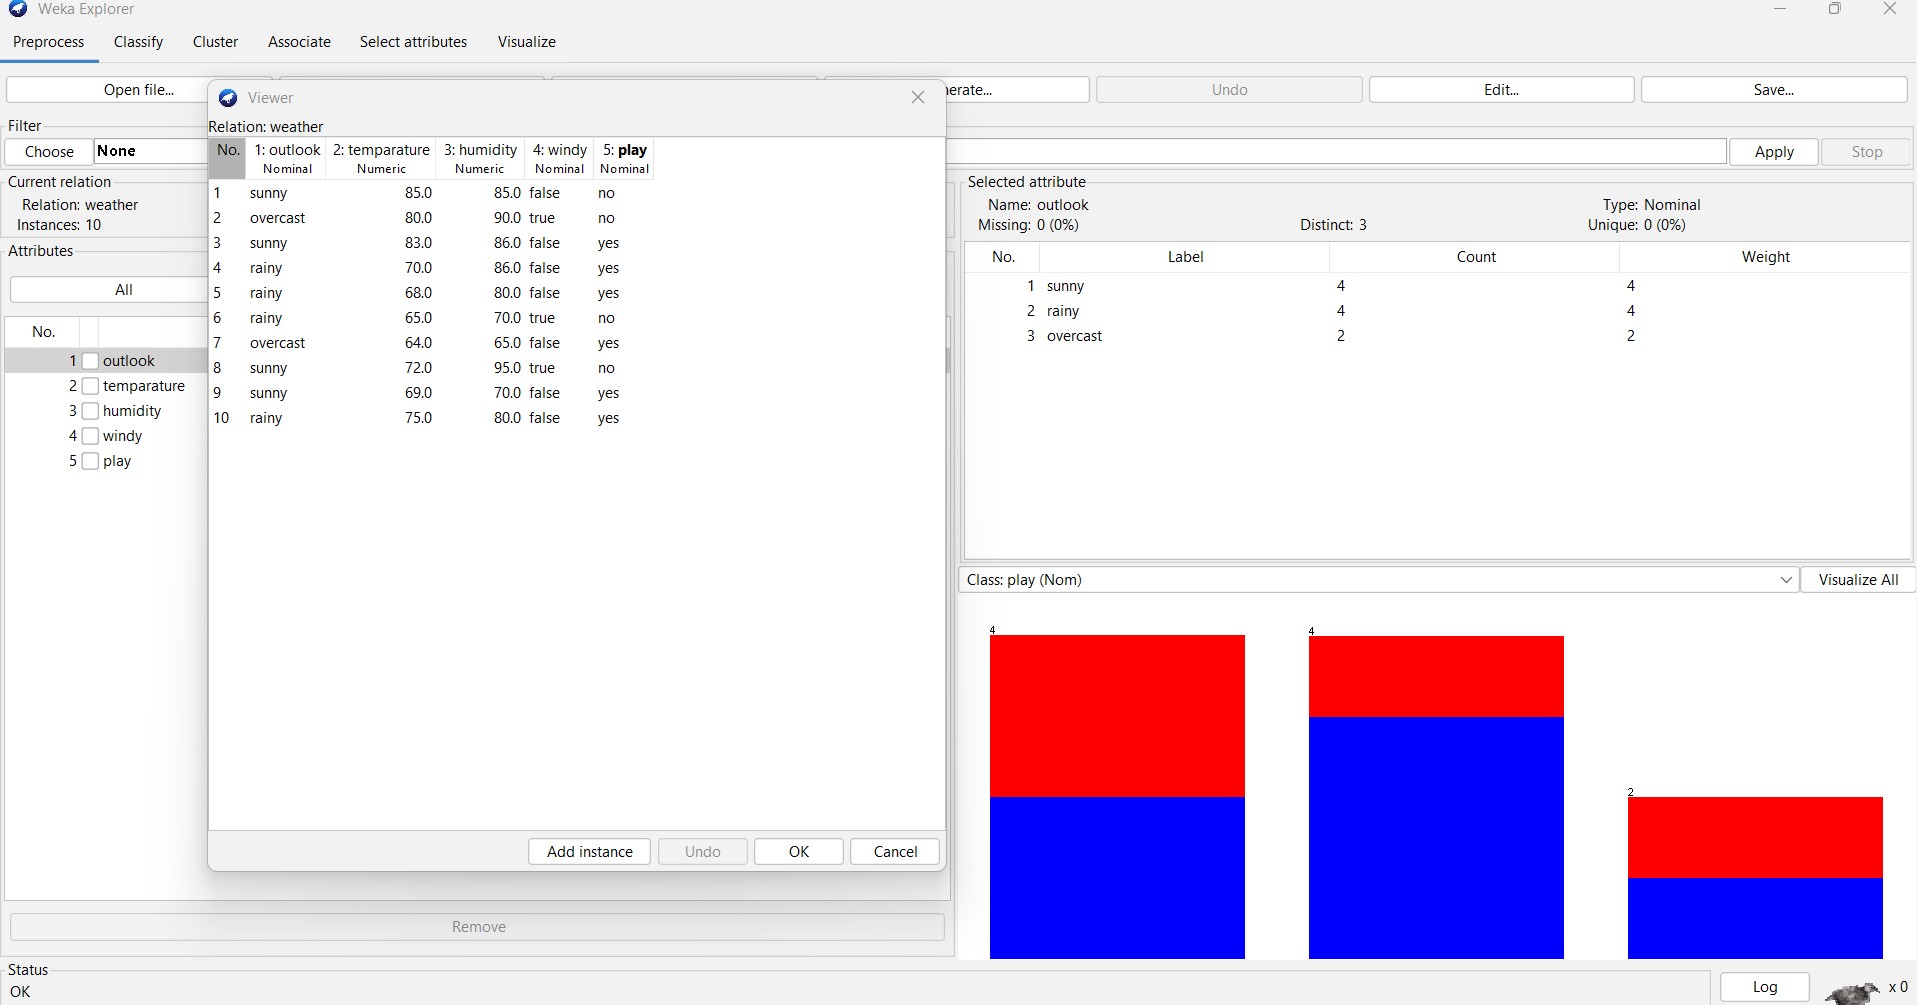 Weka Explorer
Preprocess Classify Cluster Associate Select attributes Visualize
Open file... erate... Undo Edit... Save...
Filter
Choose None Apply Stop
Current relation
Relation: weather
Instances: 10
Attributes
All
No.
1 outlook
2 temparature
3 humidity
4 windy
5 play
Remove
Status
OK
Viewer
Relation: weather
No. 1: outlook 2: temparature 3: humidity 4: windy 5: play
Nominal Numeric Numeric Nominal Nominal
1 sunny 85.0 85.0 false no
2 overcast 80.0 90.0 true no
3 sunny 83.0 86.0 false yes
4 rainy 70.0 86.0 false yes
5 rainy 68.0 80.0 false yes
6 rainy 65.0 70.0 true no
7 overcast 64.0 65.0 false yes
8 sunny 72.0 95.0 true no
9 sunny 69.0 70.0 false yes
10 rainy 75.0 80.0 false yes
Add instance Undo OK Cancel
Selected attribute
Name: outlook Type: Nominal
Missing: 0 (0%) Distinct: 3 Unique: 0 (0%)
No. Label Count Weight
1 sunny 4 4
2 rainy 4 4
3 overcast 2 2
Class: play (Nom) Visualize All
4 4 2
Log x 0